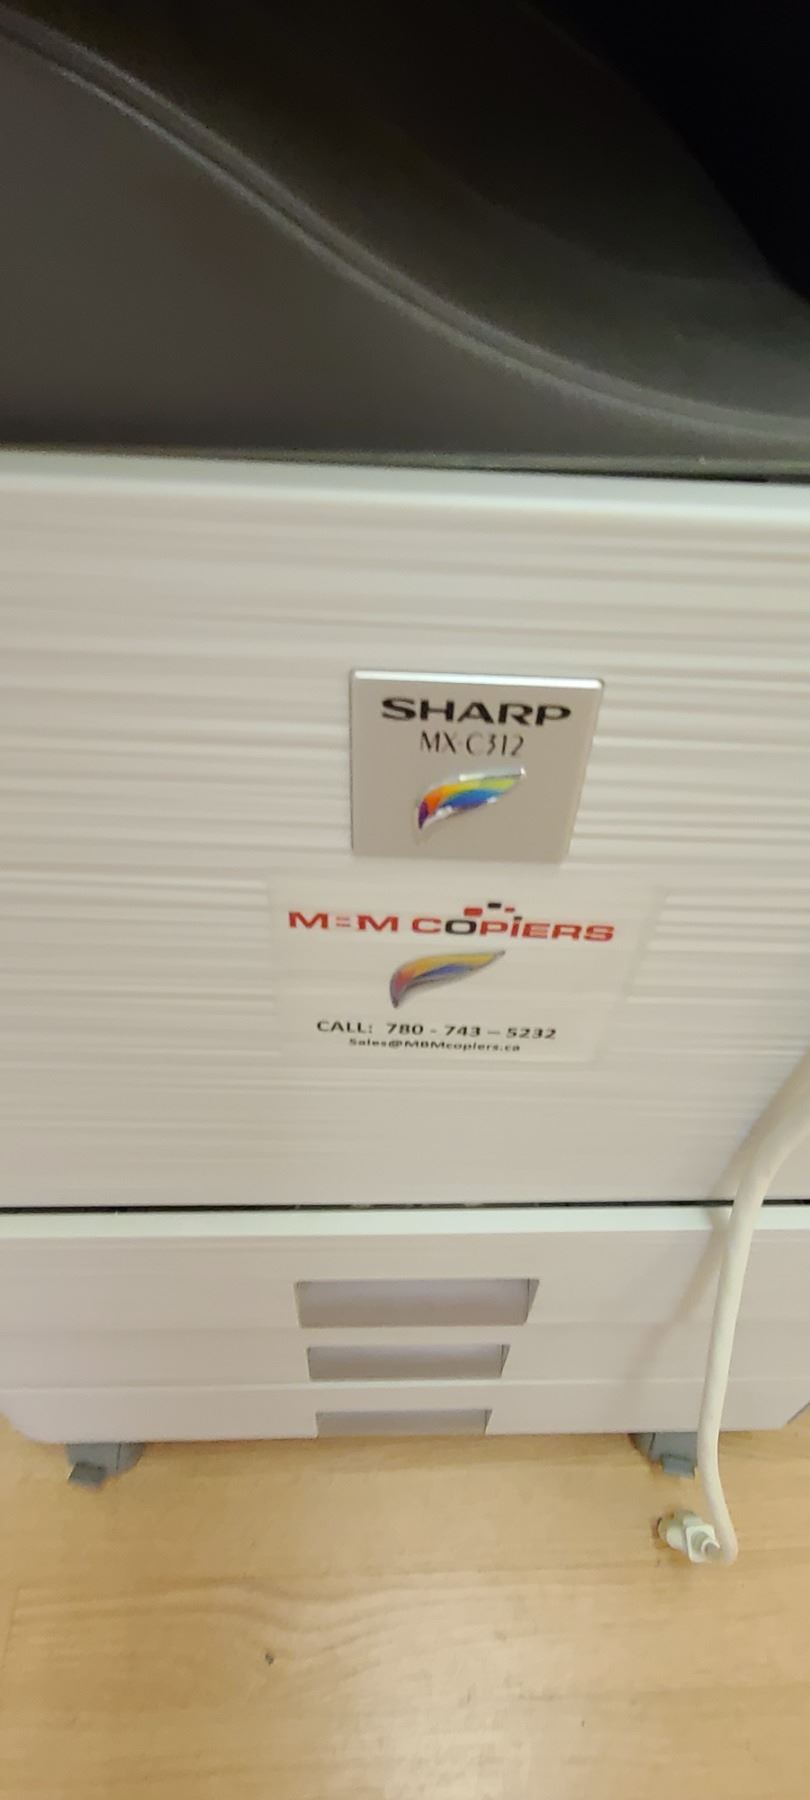 SHARP
MX-C312
M=M COPiERS
CALL: 780 - 743 – 5232
Sales@MBMcopiers.ca